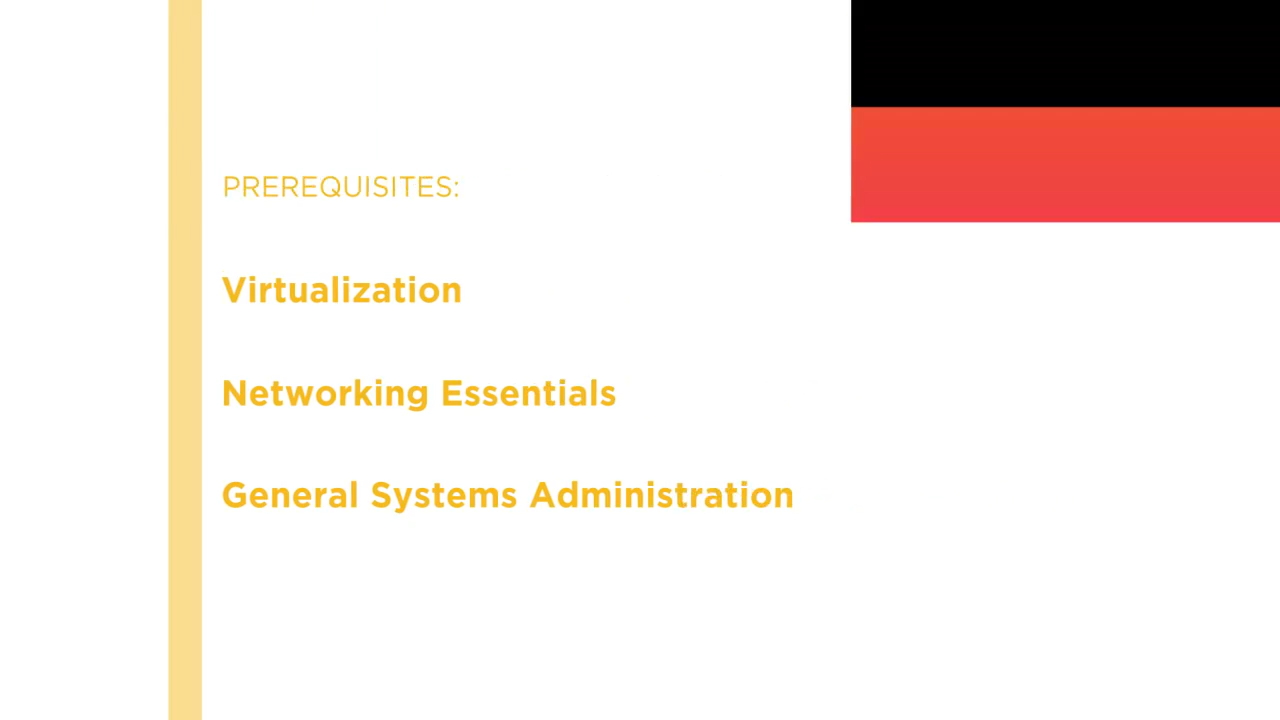 PREREQUISITES:
Virtualization
Networking Essentials
General Systems Administration